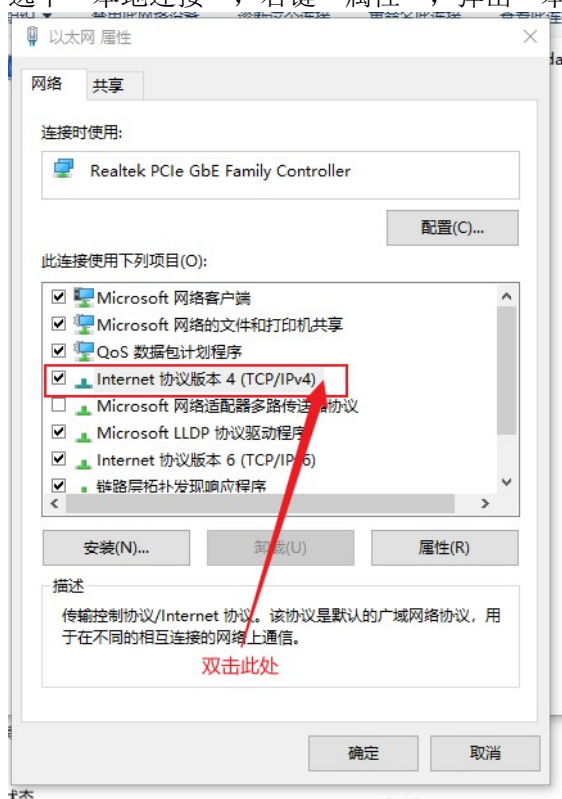 以太网 属性
网络
共享
连接时使用:
Realtek PCIe GbE Family Controller
配置(C)...
此连接使用下列项目(O):
Microsoft 网络客户端
Microsoft 网络的文件和打印机共享
QoS 数据包计划程序
Internet 协议版本 4 (TCP/IPv4)
Microsoft 网络适配器多路传送器协议
Microsoft LLDP 协议驱动程序
Internet 协议版本 6 (TCP/IPv6)
链路层拓扑发现响应程序
安装(N)...
卸载(U)
属性(R)
描述
传输控制协议/Internet 协议。该协议是默认的广域网络协议，用
于在不同的相互连接的网络上通信。
双击此处
确定
取消